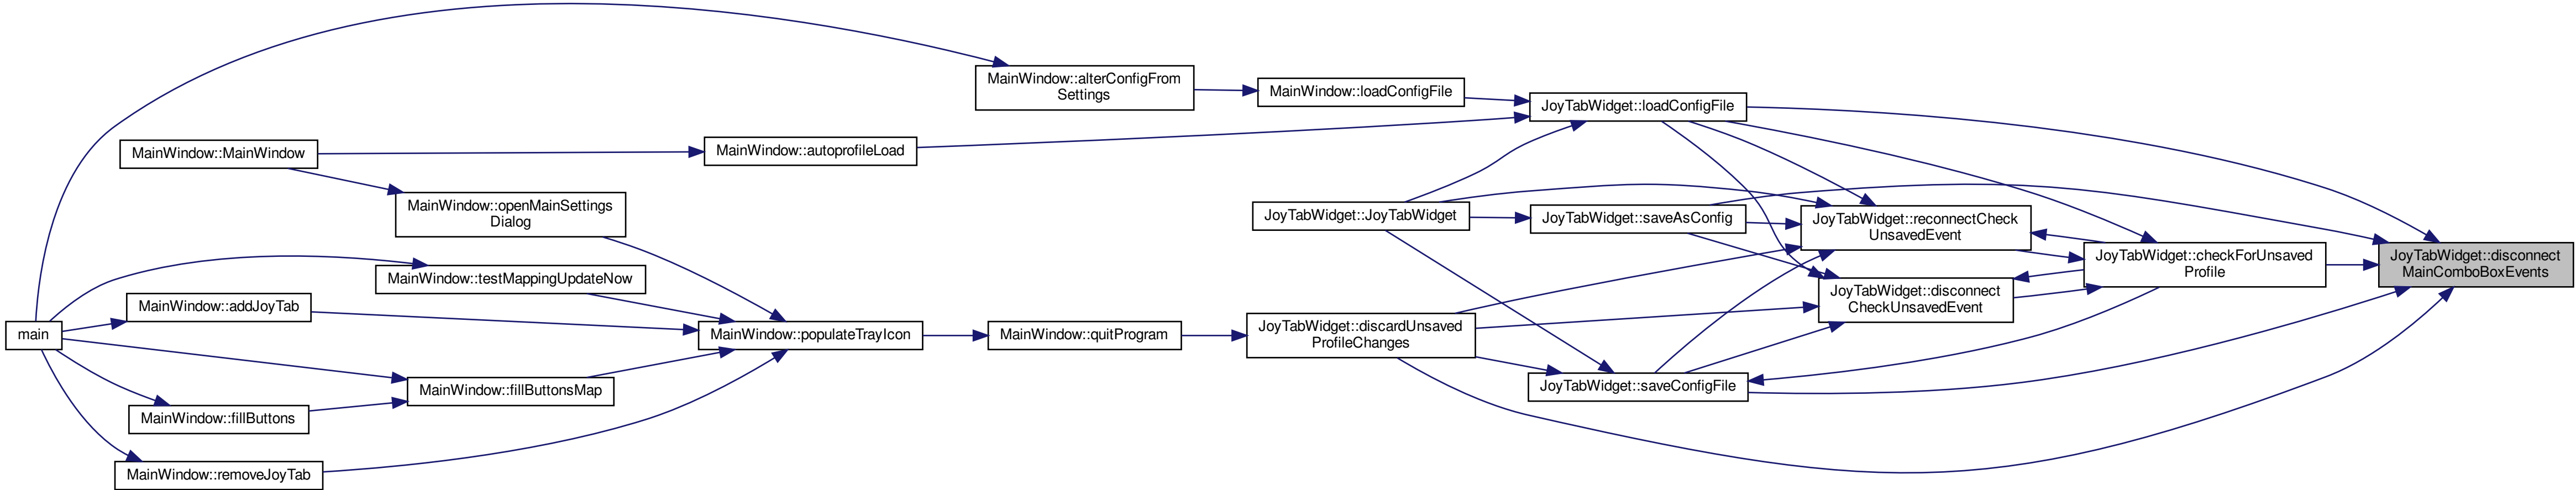 MainWindow::alterConfigFrom
Settings
MainWindow::loadConfigFile
JoyTabWidget::loadConfigFile
MainWindow::MainWindow
MainWindow::autoprofileLoad
MainWindow::openMainSettings
Dialog
JoyTabWidget::JoyTabWidget
JoyTabWidget::saveAsConfig
JoyTabWidget::reconnectCheck
UnsavedEvent
JoyTabWidget::checkForUnsaved
Profile
JoyTabWidget::disconnect
MainComboBoxEvents
MainWindow::testMappingUpdateNow
JoyTabWidget::disconnect
CheckUnsavedEvent
MainWindow::addJoyTab
main
MainWindow::populateTrayIcon
MainWindow::quitProgram
JoyTabWidget::discardUnsaved
ProfileChanges
MainWindow::fillButtonsMap
JoyTabWidget::saveConfigFile
MainWindow::fillButtons
MainWindow::removeJoyTab